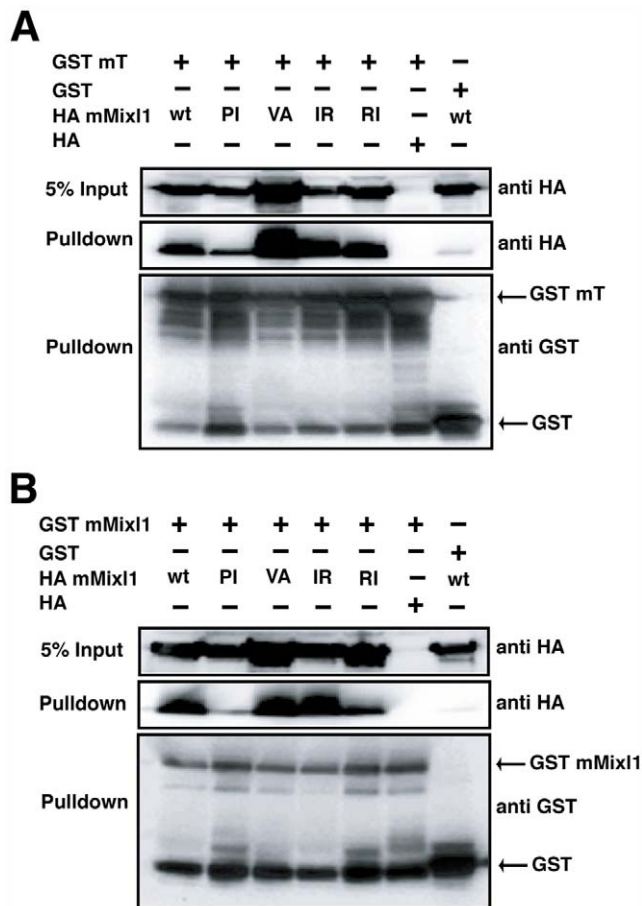 A
GST mT + + + + + + −
GST − − − − − − +
HA mMixl1 wt PI VA IR RI − wt
HA − − − − − + −
5% Input anti HA
Pulldown anti HA
GST mT
Pulldown anti GST
GST
B
GST mMixl1 + + + + + + −
GST − − − − − − +
HA mMixl1 wt PI VA IR RI − wt
HA − − − − − + −
5% Input anti HA
Pulldown anti HA
GST mMixl1
Pulldown anti GST
GST